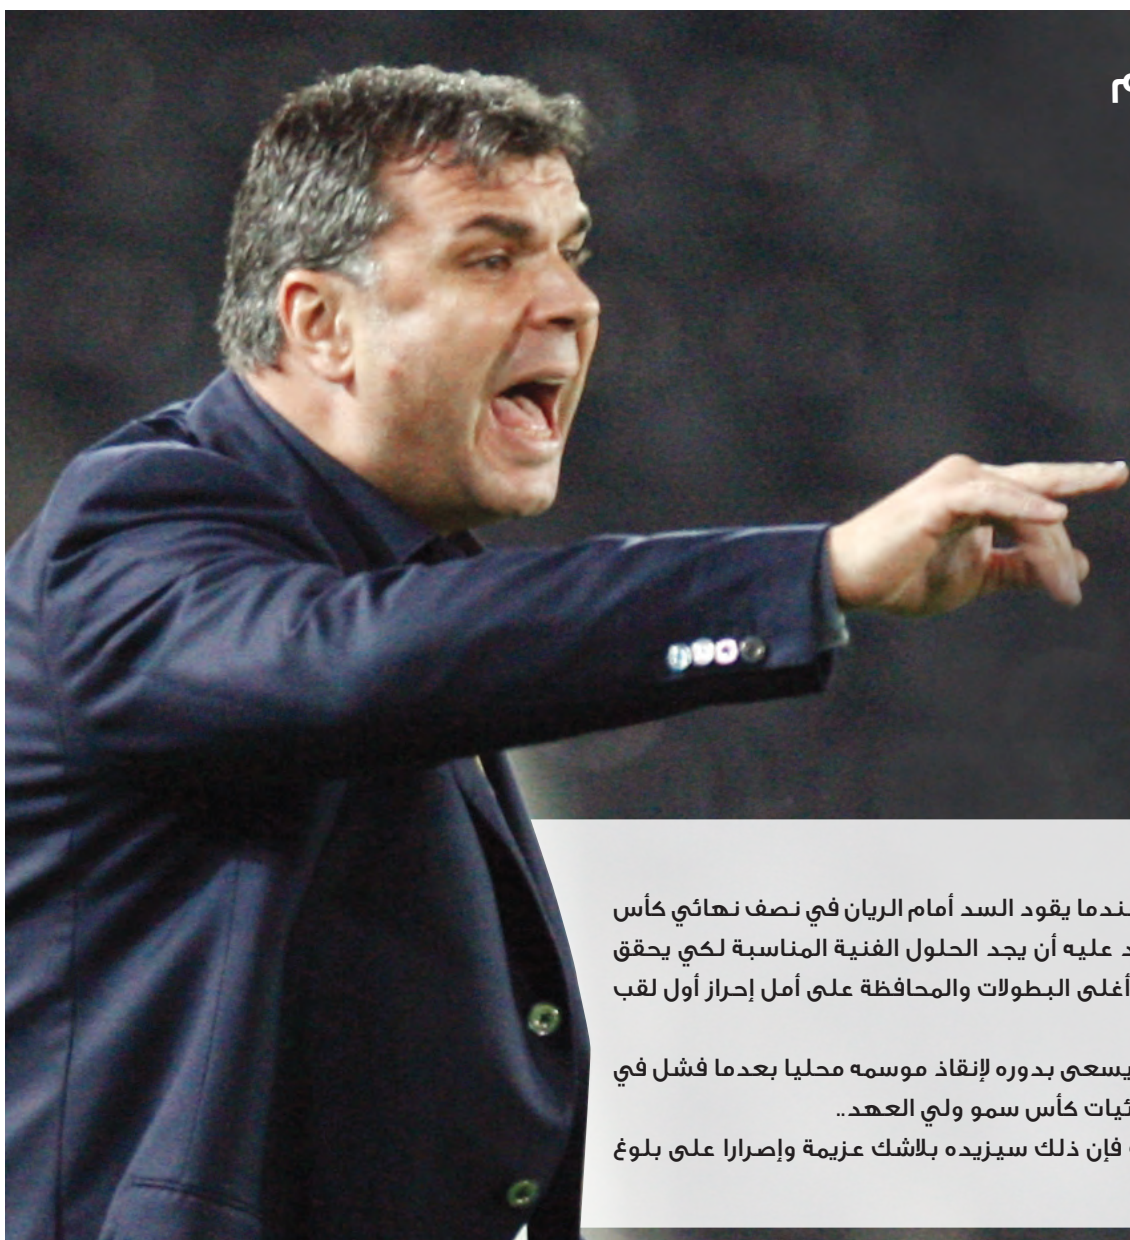 يقود السد أمام الريان في نصف نهائي كأس
عليه أن يجد الحلول الفنية المناسبة لكي يحقق
أغلى البطولات والمحافظة على أمل إحراز أول لقب
يسعى بدوره لإنقاذ موسمه محليا بعدما فشل في
كأس سمو ولي العهد..
فإن ذلك سيزيده بلاشك عزيمة وإصرارا على بلوغ